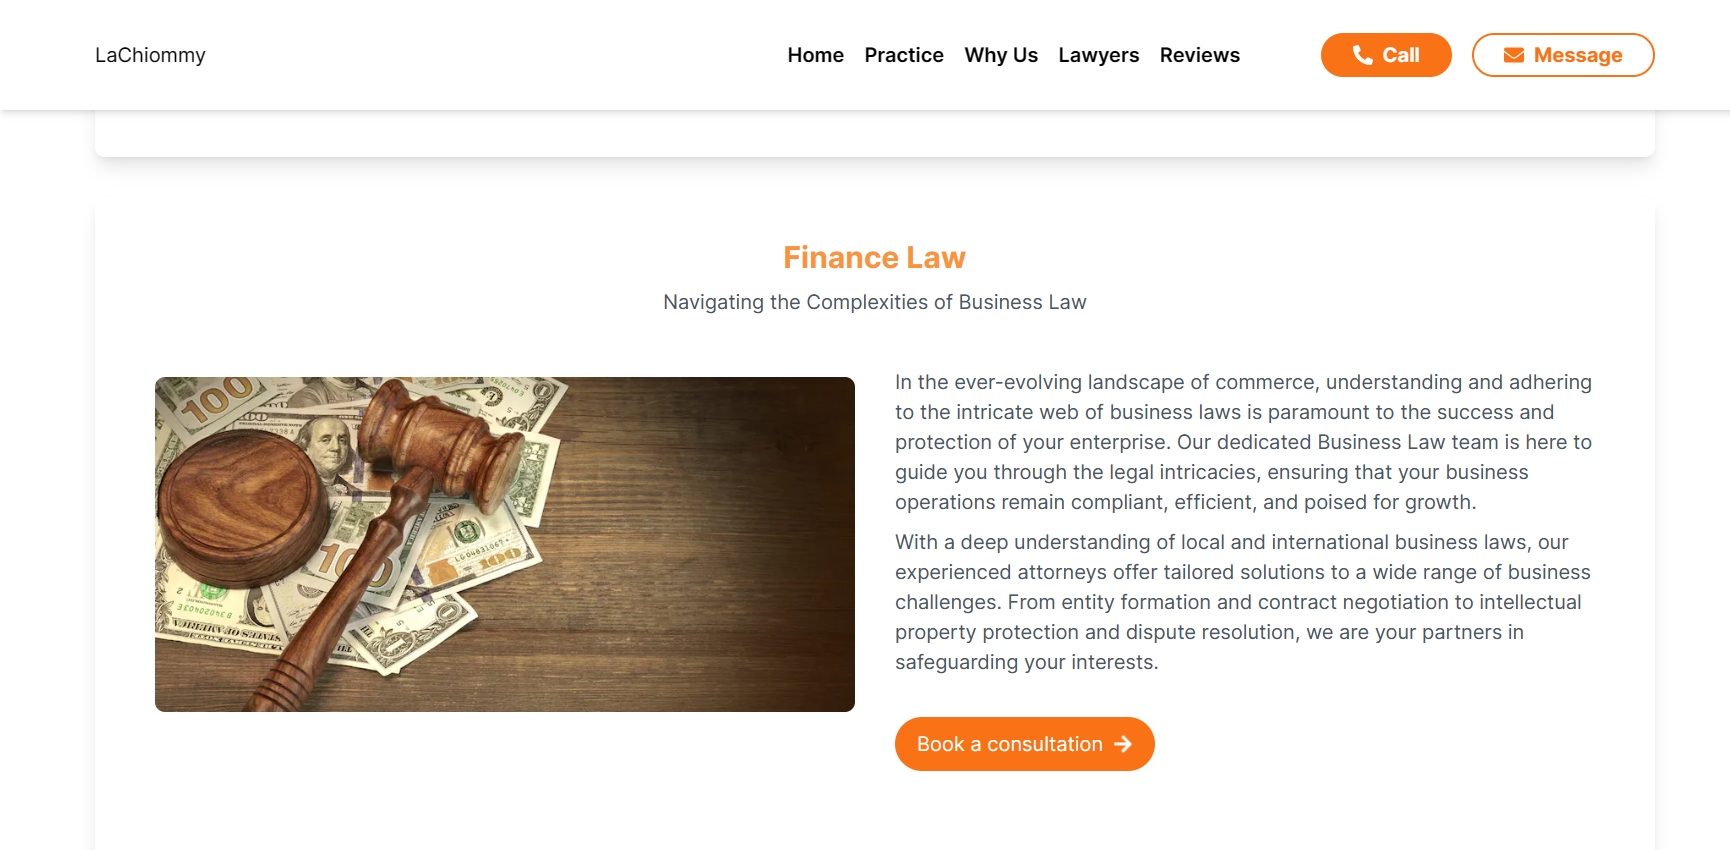 LaChiommy
Home Practice Why Us Lawyers Reviews
Call
Message
Finance Law
Navigating the Complexities of Business Law
100
100
100
LG04831067
B34020403E
In the ever-evolving landscape of commerce, understanding and adhering
to the intricate web of business laws is paramount to the success and
protection of your enterprise. Our dedicated Business Law team is here to
guide you through the legal intricacies, ensuring that your business
operations remain compliant, efficient, and poised for growth.
With a deep understanding of local and international business laws, our
experienced attorneys offer tailored solutions to a wide range of business
challenges. From entity formation and contract negotiation to intellectual
property protection and dispute resolution, we are your partners in
safeguarding your interests.
Book a consultation